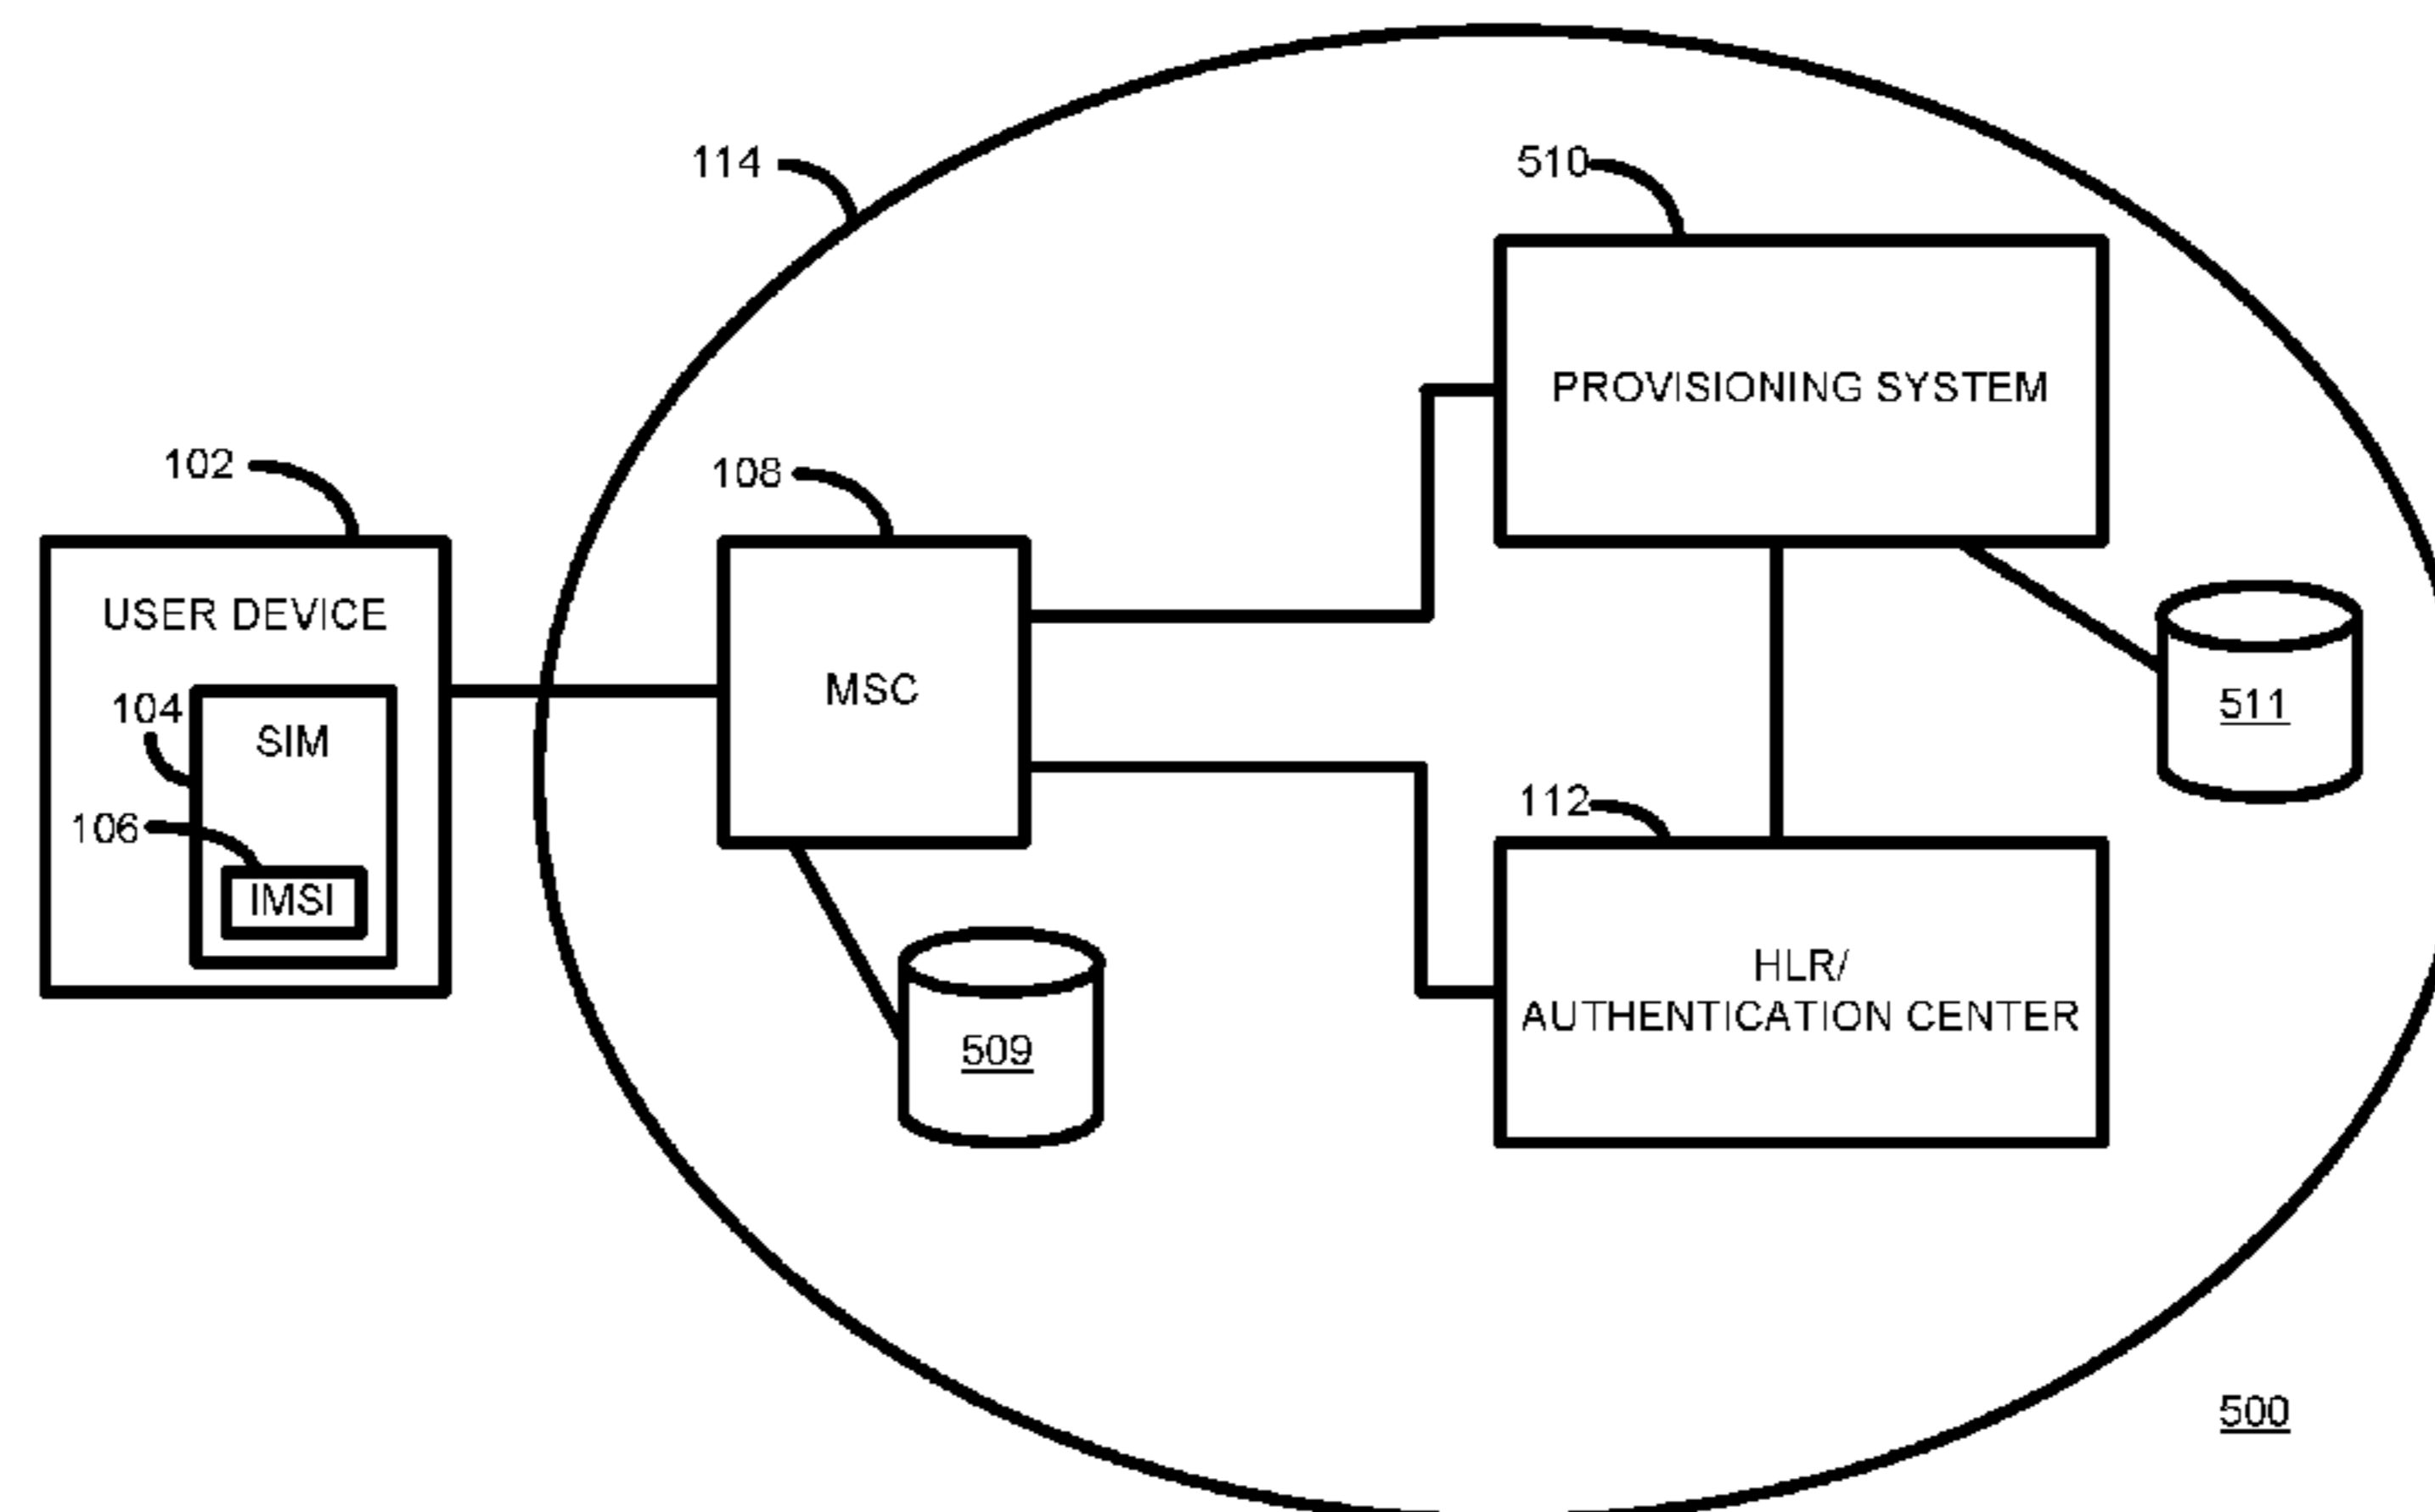 114
510
PROVISIONING SYSTEM
102
108
USER DEVICE
MSC
104
SIM
511
112
106
IMSI
HLR/
AUTHENTICATION CENTER
509
500